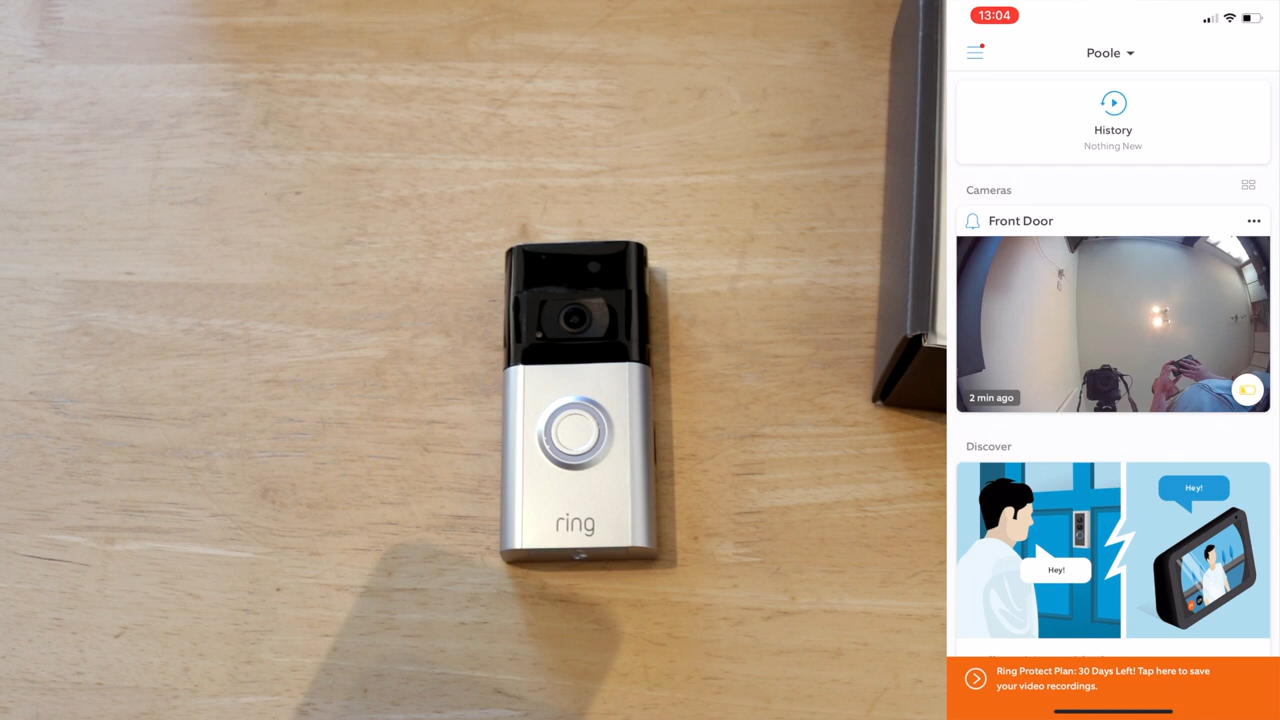 ring
13:04
Poole
History
Nothing New
Cameras
Front Door
2 min ago
Discover
Hey!
Hey!
Ring Protect Plan: 30 Days Left! Tap here to save
your video recordings.